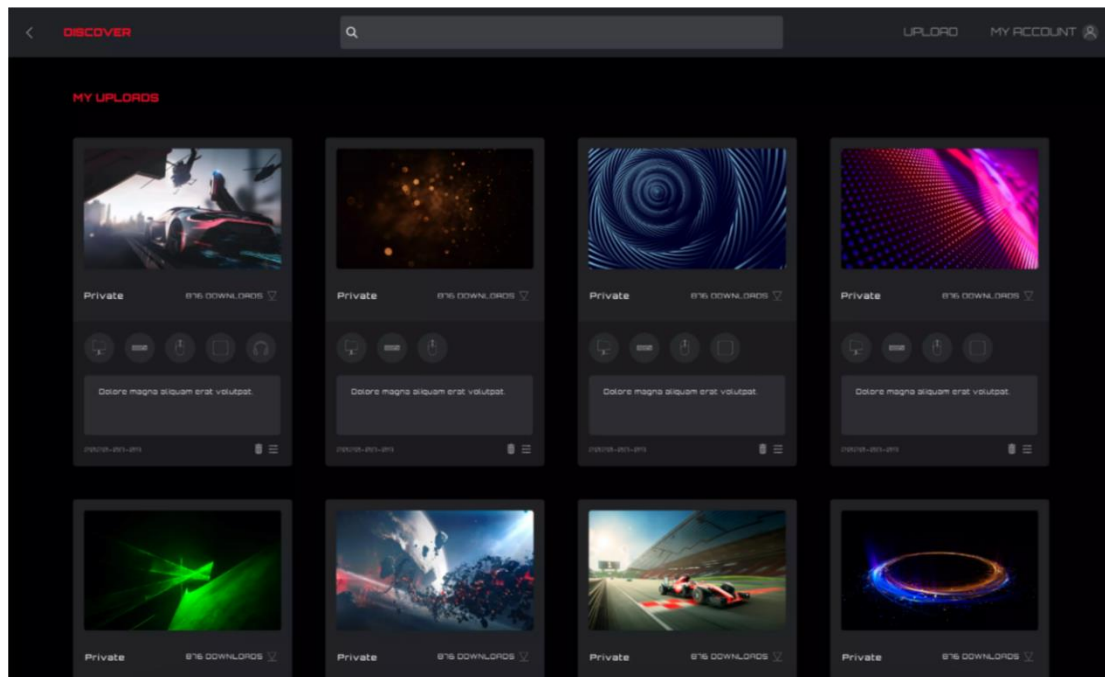 DISCOVER
UPLOAD
MY ACCOUNT
MY UPLOADS
Private 876 DOWNLOADS
Private 876 DOWNLOADS
Private 876 DOWNLOADS
Private 876 DOWNLOADS
Dolore magna aliquam erat volutpat.
Dolore magna aliquam erat volutpat.
Dolore magna aliquam erat volutpat.
Dolore magna aliquam erat volutpat.
Private 876 DOWNLOADS
Private 876 DOWNLOADS
Private 876 DOWNLOADS
Private 876 DOWNLOADS